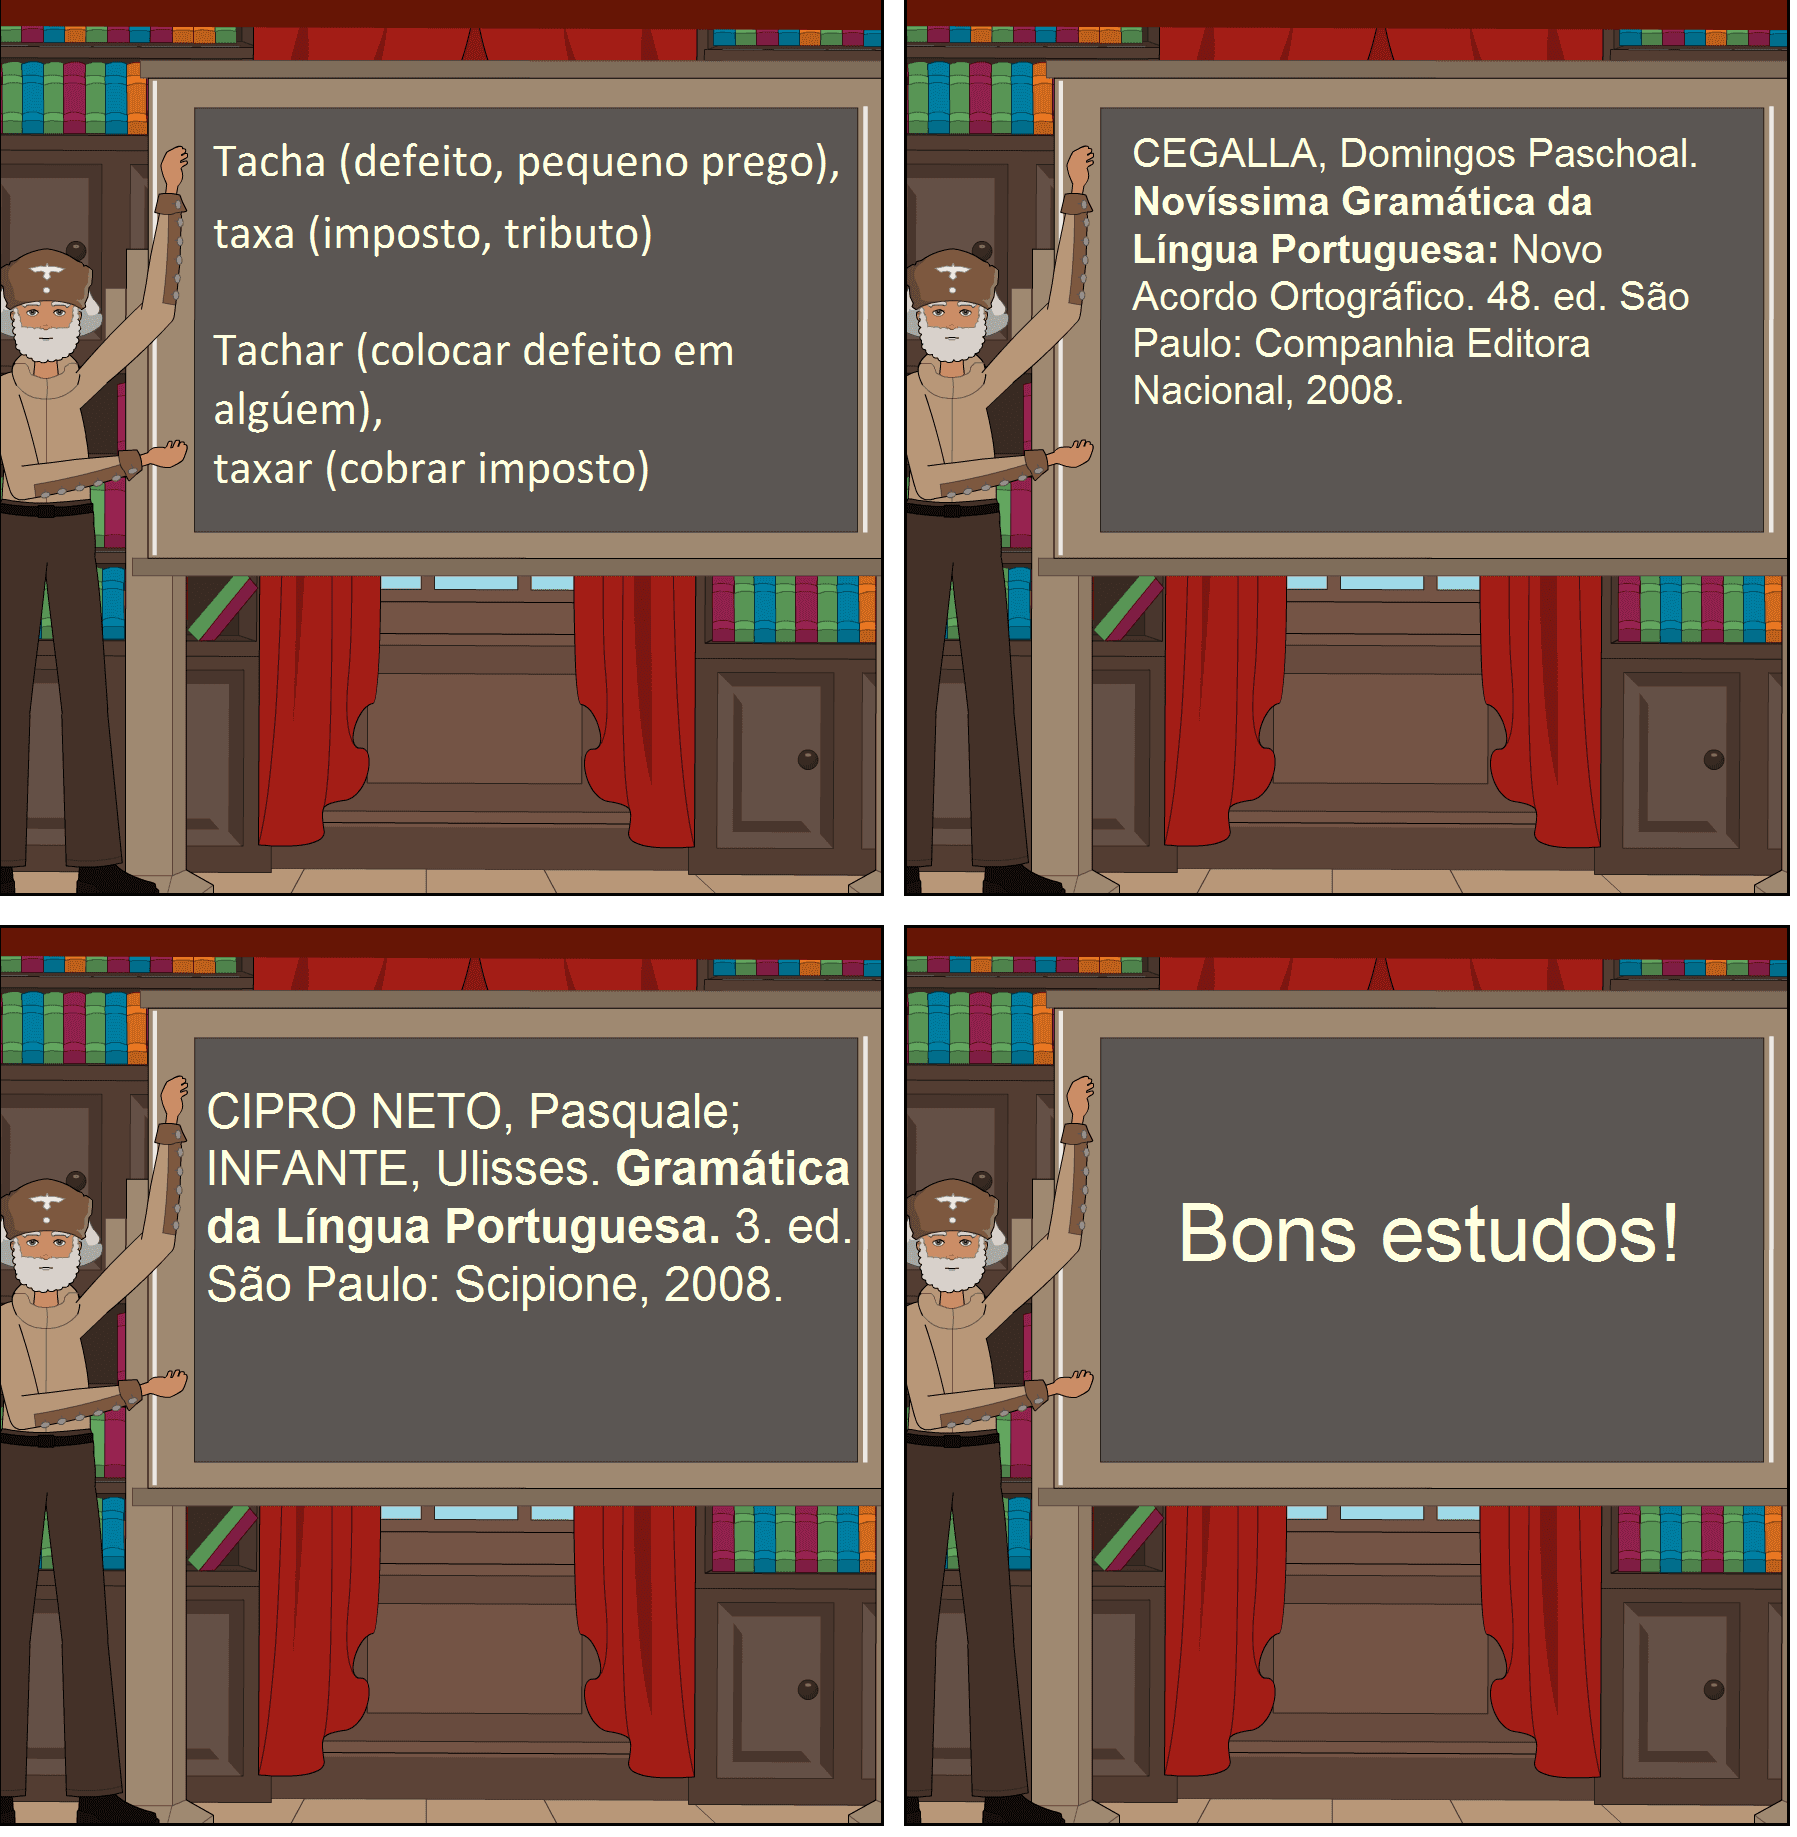 Tacha (defeito, pequeno prego),
taxa (imposto, tributo)
Tachar (colocar defeito em
algúem),
taxar (cobrar imposto)
CEGALLA, Domingos Paschoal.
Novíssima Gramática da
Língua Portuguesa: Novo
Acordo Ortográfico. 48. ed. São
Paulo: Companhia Editora
Nacional, 2008.
CIPRO NETO, Pasquale;
INFANTE, Ulisses. Gramática
da Língua Portuguesa. 3. ed.
São Paulo: Scipione, 2008.
Bons estudos!